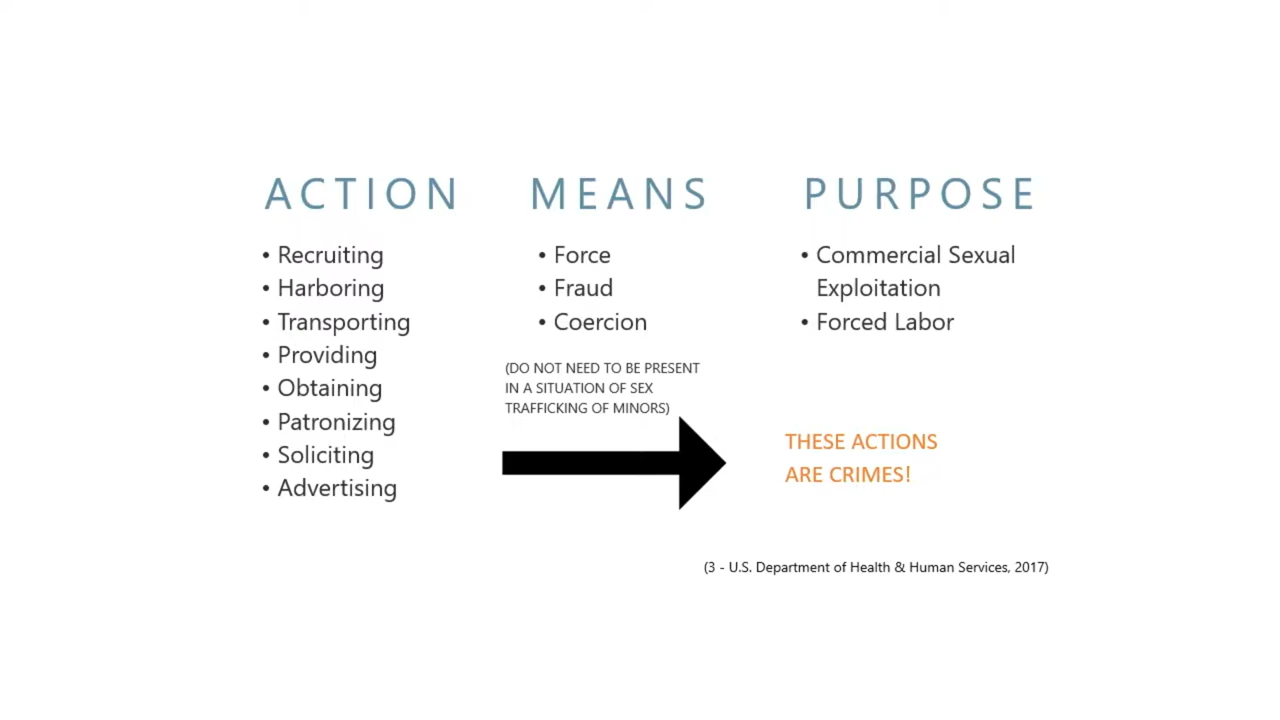 ACTION
• Recruiting
• Harboring
• Transporting
• Providing
• Obtaining
• Patronizing
• Soliciting
• Advertising
MEANS
• Force
• Fraud
• Coercion
(DO NOT NEED TO BE PRESENT
IN A SITUATION OF SEX
TRAFFICKING OF MINORS)
PURPOSE
• Commercial Sexual
Exploitation
• Forced Labor
THESE ACTIONS
ARE CRIMES!
(3 - U.S. Department of Health & Human Services, 2017)